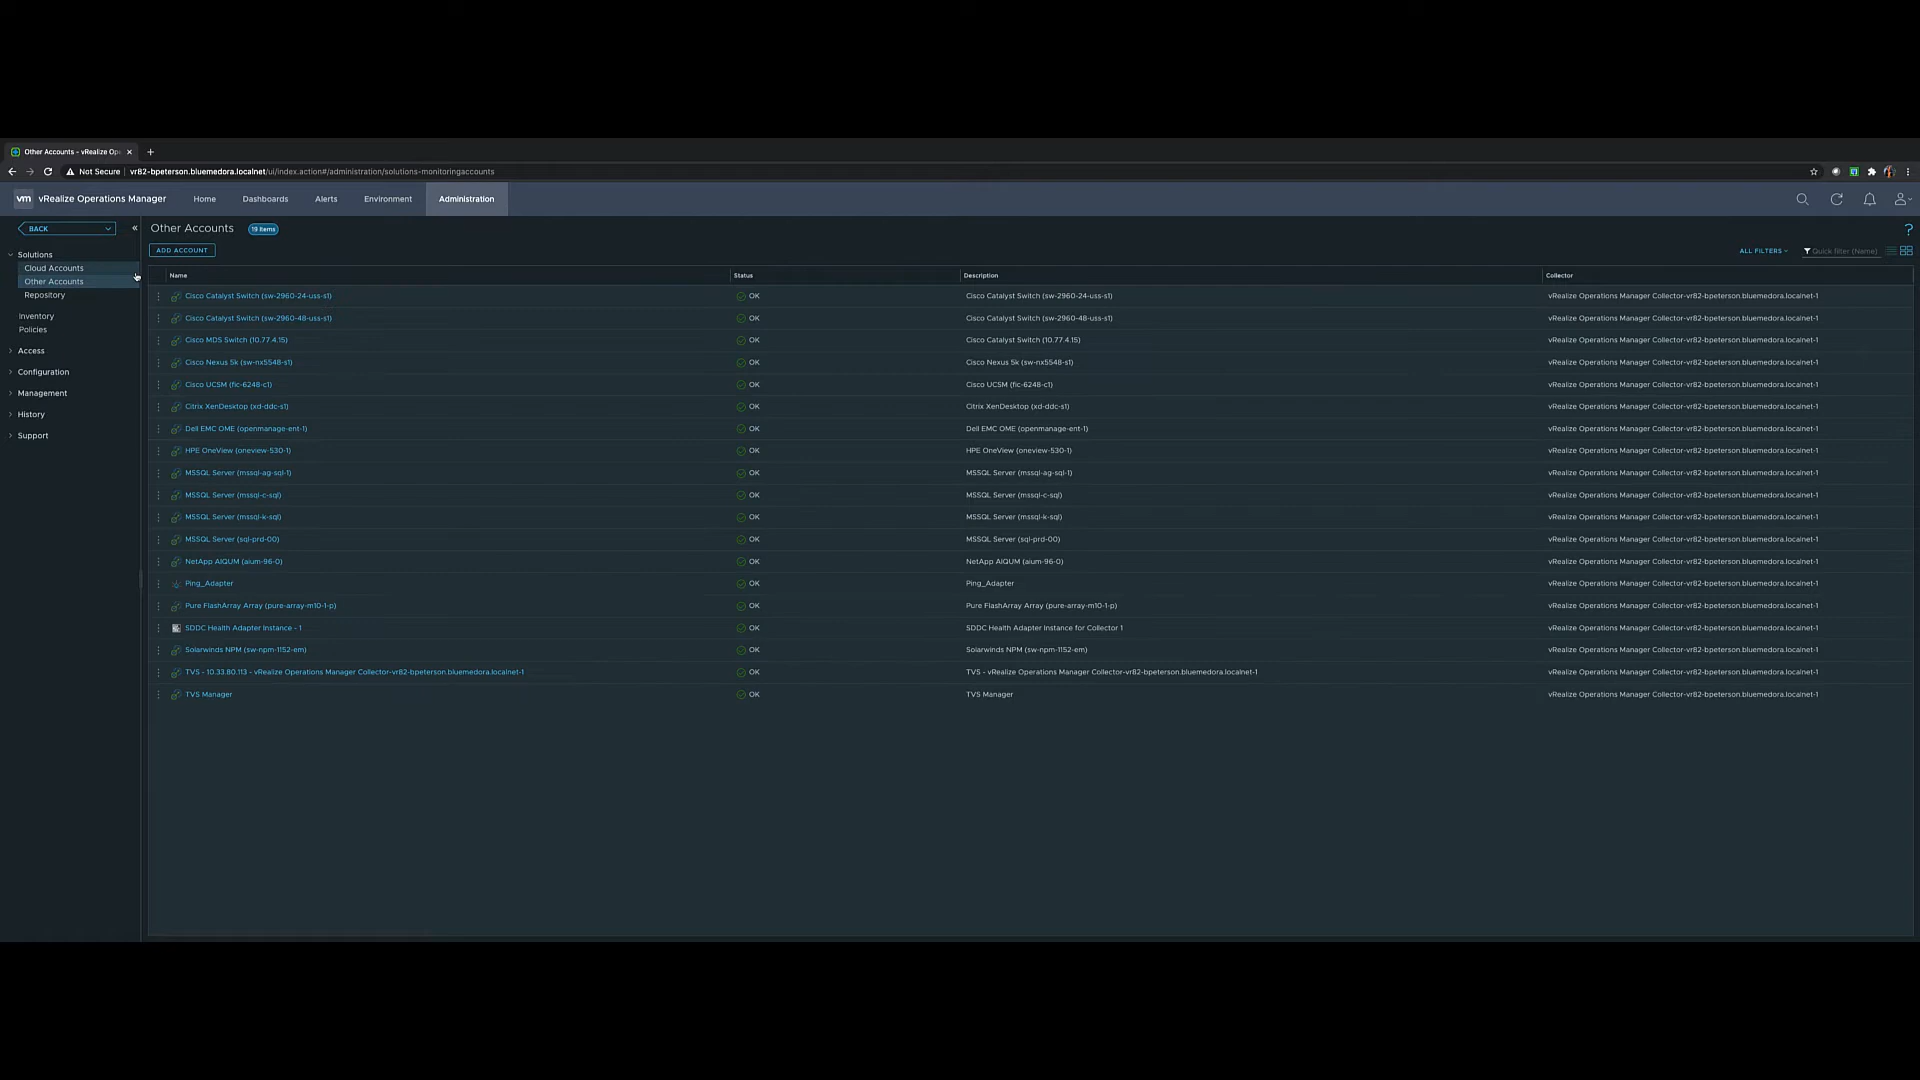 Other Accounts - vRealize Ope
Not Secure | vr82-bpeterson.bluemedora.localnet/ui/index.action#/administration/solutions-monitoringaccounts
vm vRealize Operations Manager Home Dashboards Alerts Environment Administration
BACK
Other Accounts 19 items
?
ADD ACCOUNT ALL FILTERS Quick filter (Name)
Solutions
Cloud Accounts
Other Accounts
Repository
Inventory
Policies
Access
Configuration
Management
History
Support
Name Status Description Collector
Cisco Catalyst Switch (sw-2960-24-uss-s1) OK Cisco Catalyst Switch (sw-2960-24-uss-s1) vRealize Operations Manager Collector-vr82-bpeterson.bluemedora.localnet-1
Cisco Catalyst Switch (sw-2960-48-uss-s1) OK Cisco Catalyst Switch (sw-2960-48-uss-s1) vRealize Operations Manager Collector-vr82-bpeterson.bluemedora.localnet-1
Cisco MDS Switch (10.77.4.15) OK Cisco Catalyst Switch (10.77.4.15) vRealize Operations Manager Collector-vr82-bpeterson.bluemedora.localnet-1
Cisco Nexus 5k (sw-nx5548-s1) OK Cisco Nexus 5k (sw-nx5548-s1) vRealize Operations Manager Collector-vr82-bpeterson.bluemedora.localnet-1
Cisco UCSM (fic-6248-c1) OK Cisco UCSM (fic-6248-c1) vRealize Operations Manager Collector-vr82-bpeterson.bluemedora.localnet-1
Citrix XenDesktop (xd-ddc-s1) OK Citrix XenDesktop (xd-ddc-s1) vRealize Operations Manager Collector-vr82-bpeterson.bluemedora.localnet-1
Dell EMC OME (openmanage-ent-1) OK Dell EMC OME (openmanage-ent-1) vRealize Operations Manager Collector-vr82-bpeterson.bluemedora.localnet-1
HPE OneView (oneview-530-1) OK HPE OneView (oneview-530-1) vRealize Operations Manager Collector-vr82-bpeterson.bluemedora.localnet-1
MSSQL Server (mssql-ag-sql-1) OK MSSQL Server (mssql-ag-sql-1) vRealize Operations Manager Collector-vr82-bpeterson.bluemedora.localnet-1
MSSQL Server (mssql-c-sql) OK MSSQL Server (mssql-c-sql) vRealize Operations Manager Collector-vr82-bpeterson.bluemedora.localnet-1
MSSQL Server (mssql-k-sql) OK MSSQL Server (mssql-k-sql) vRealize Operations Manager Collector-vr82-bpeterson.bluemedora.localnet-1
MSSQL Server (sql-prd-00) OK MSSQL Server (sql-prd-00) vRealize Operations Manager Collector-vr82-bpeterson.bluemedora.localnet-1
NetApp AIQUM (aium-96-0) OK NetApp AIQUM (aium-96-0) vRealize Operations Manager Collector-vr82-bpeterson.bluemedora.localnet-1
Ping_Adapter OK Ping_Adapter vRealize Operations Manager Collector-vr82-bpeterson.bluemedora.localnet-1
Pure FlashArray Array (pure-array-m10-1-p) OK Pure FlashArray Array (pure-array-m10-1-p) vRealize Operations Manager Collector-vr82-bpeterson.bluemedora.localnet-1
SDDC Health Adapter Instance - 1 OK SDDC Health Adapter Instance for Collector 1 vRealize Operations Manager Collector-vr82-bpeterson.bluemedora.localnet-1
Solarwinds NPM (sw-npm-1152-em) OK Solarwinds NPM (sw-npm-1152-em) vRealize Operations Manager Collector-vr82-bpeterson.bluemedora.localnet-1
TVS - 10.33.80.113 - vRealize Operations Manager Collector-vr82-bpeterson.bluemedora.localnet-1 OK TVS - vRealize Operations Manager Collector-vr82-bpeterson.bluemedora.localnet-1 vRealize Operations Manager Collector-vr82-bpeterson.bluemedora.localnet-1
TVS Manager OK TVS Manager vRealize Operations Manager Collector-vr82-bpeterson.bluemedora.localnet-1